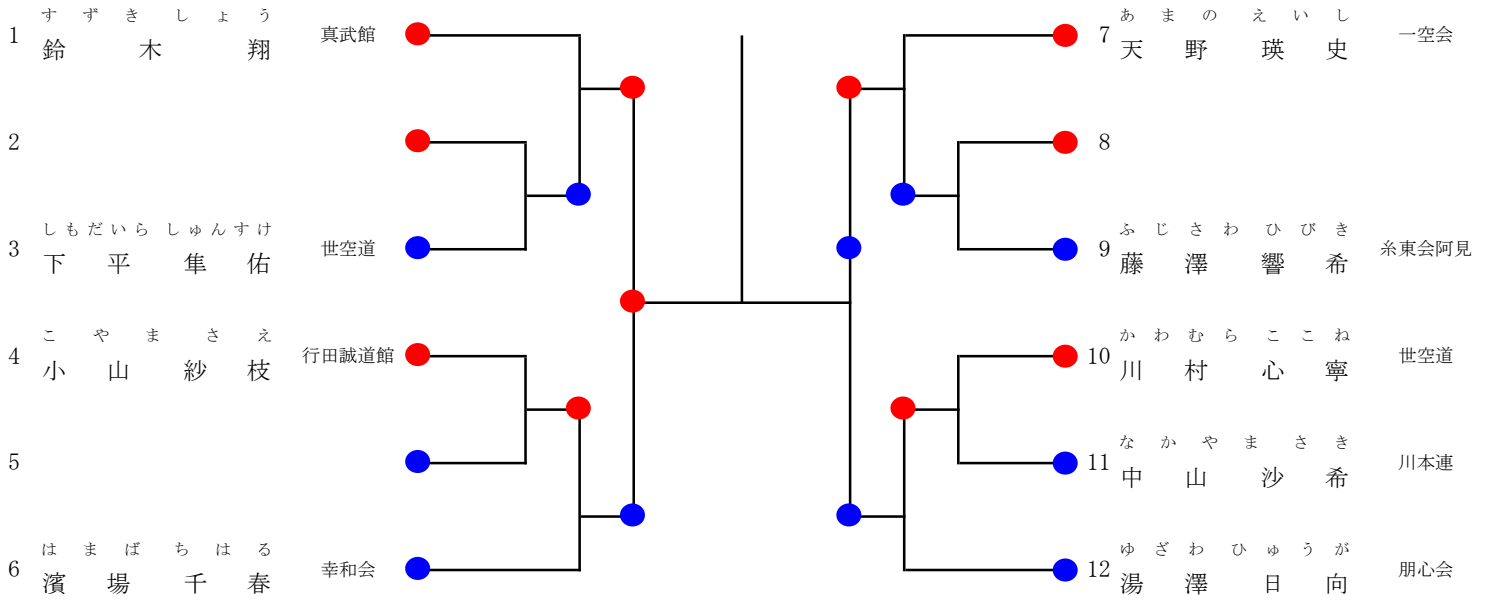 すずき しょう
1 鈴木 翔 真武館
2
しもだいら しゅんすけ
3 下平 隼佑 世空道
こやま さえ
4 小山 紗枝 行田誠道館
5
はまば ちはる
6 濱場 千春 幸和会
あまの えいし
7 天野 瑛史 一空会
8
ふじさわ ひびき
9 藤澤 響希 糸東会阿見
かわむら ここね
10 川村 心寧 世空道
なかやま さき
11 中山 沙希 川本連
ゆざわ ひゅうが
12 湯澤 日向 朋心会